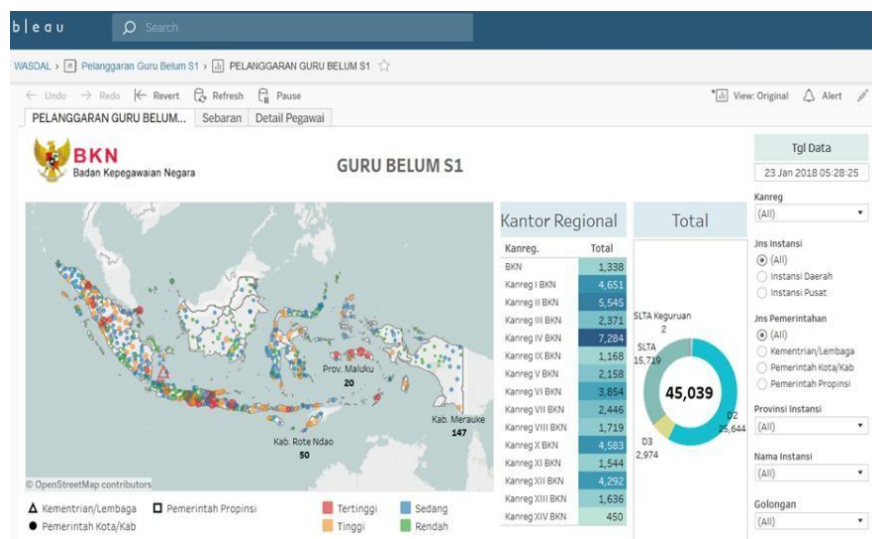 bleau
Search
WASDAL › Pelanggaran Guru Belum S1 › PELANGGARAN GURU BELUM S1
← Undo → Redo Revert Refresh Pause
View: Original Alert
PELANGGARAN GURU BELUM... Sebaran Detail Pegawai
BKN
Badan Kepegawaian Negara
GURU BELUM S1
Prov. Maluku
20
Kab. Merauke
147
Kab. Rote Ndao
50
© OpenStreetMap contributors
Kementrian/Lembaga Pemerintah Propinsi
Pemerintah Kota/Kab
Tertinggi Sedang
Tinggi Rendah
Kantor Regional
Kanreg. Total
BKN 1,338
Kanreg I BKN 4,651
Kanreg II BKN 5,545
Kanreg III BKN 2,371
Kanreg IV BKN 7,284
Kanreg IX BKN 1,168
Kanreg V BKN 2,158
Kanreg VI BKN 3,854
Kanreg VII BKN 2,446
Kanreg VIII BKN 1,719
Kanreg X BKN 4,583
Kanreg XI BKN 1,544
Kanreg XII BKN 4,292
Kanreg XIII BKN 1,636
Kanreg XIV BKN 450
Total
SLTA Keguruan
2
SLTA
15,719
45,039
D2
25,644
D3
2,974
Tgl Data
23 Jan 2018 05:28:25
Kanreg
(All)
Jns Instansi
(All)
Instansi Daerah
Instansi Pusat
Jns Pemerintahan
(All)
Kementrian/Lembaga
Pemerintah Kota/Kab
Pemerintah Propinsi
Provinsi Instansi
(All)
Nama Instansi
(All)
Golongan
(All)